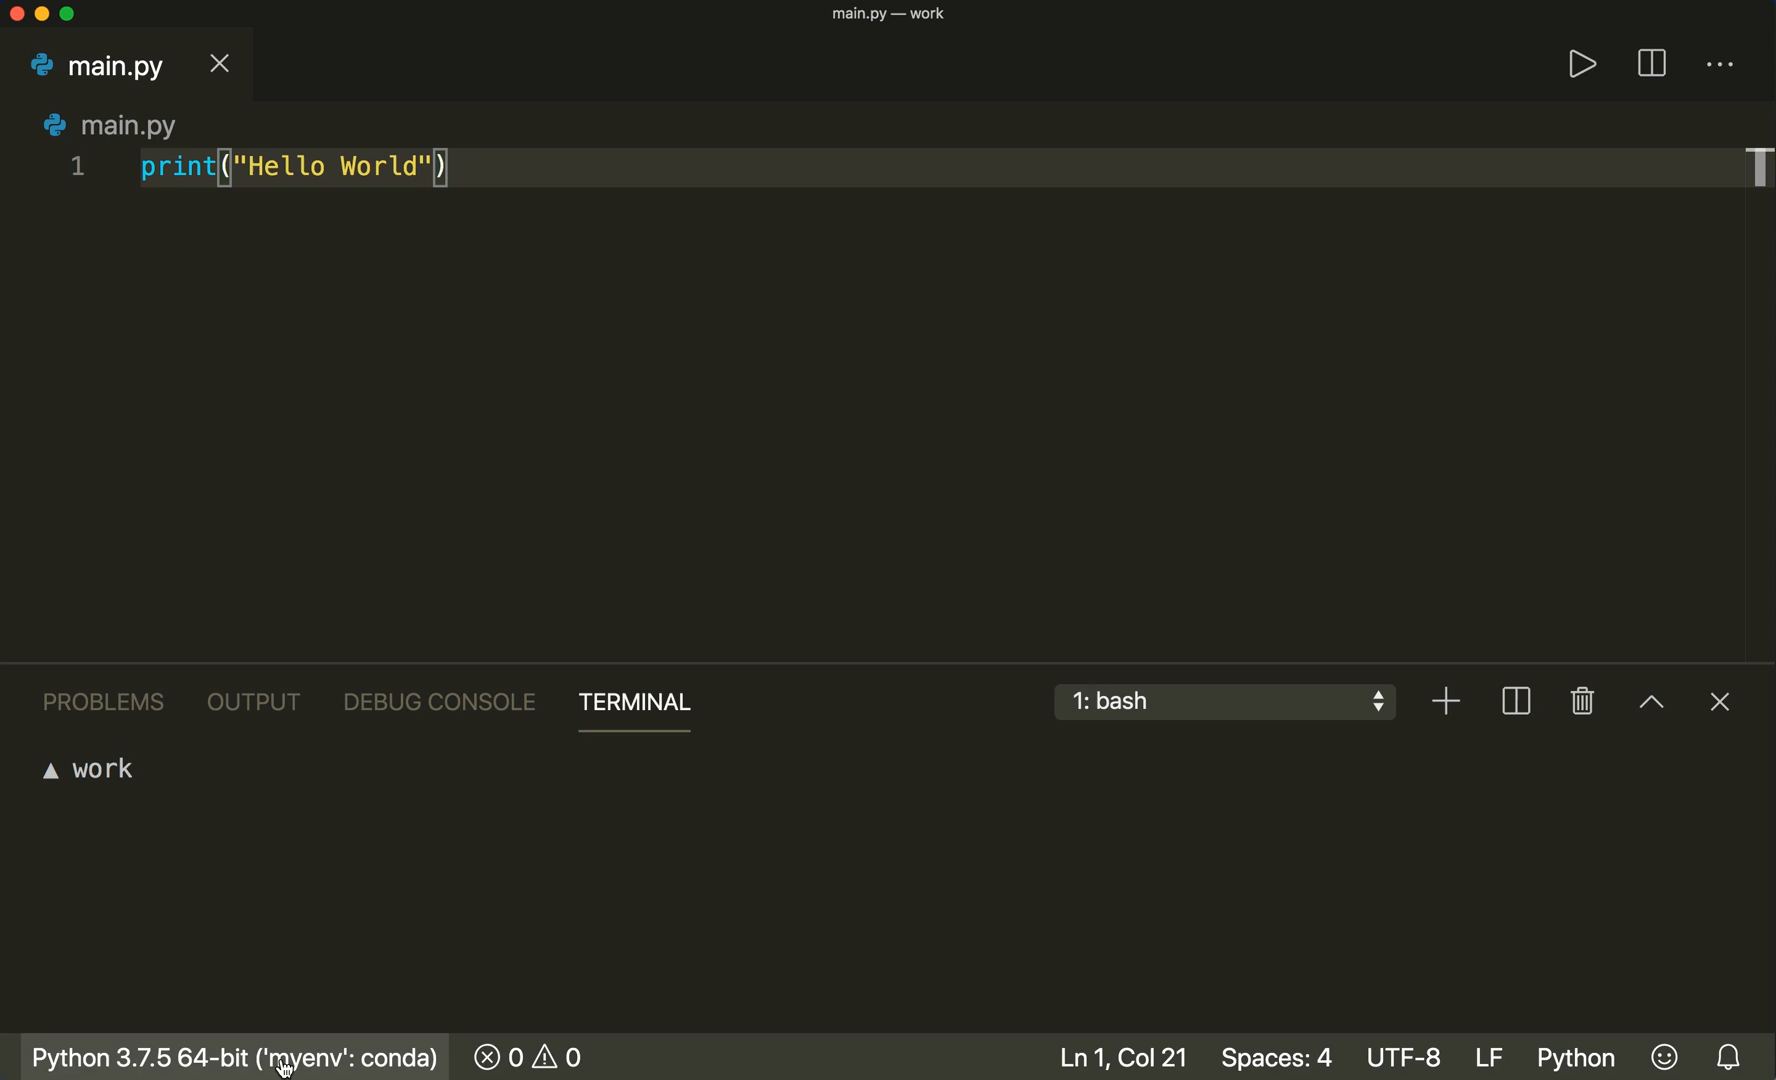 main.py — work
main.py
main.py
1 print("Hello World")
PROBLEMS OUTPUT DEBUG CONSOLE TERMINAL 1: bash
▲ work
Python 3.7.5 64-bit ('myenv': conda) 0 0 Ln 1, Col 21 Spaces: 4 UTF-8 LF Python